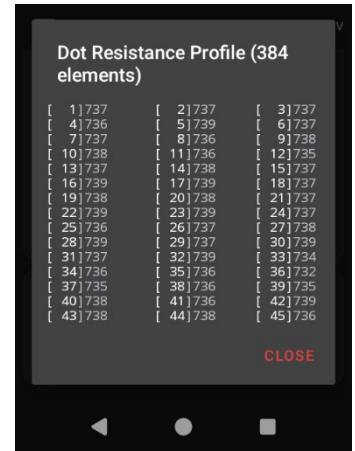 Dot Resistance Profile (384
elements)
[ 1]737 [ 2]737 [ 3]737
[ 4]736 [ 5]739 [ 6]737
[ 7]737 [ 8]736 [ 9]738
[ 10]738 [ 11]736 [ 12]735
[ 13]737 [ 14]738 [ 15]737
[ 16]739 [ 17]739 [ 18]737
[ 19]738 [ 20]738 [ 21]737
[ 22]739 [ 23]739 [ 24]737
[ 25]736 [ 26]737 [ 27]738
[ 28]739 [ 29]737 [ 30]739
[ 31]737 [ 32]739 [ 33]734
[ 34]736 [ 35]736 [ 36]732
[ 37]735 [ 38]736 [ 39]735
[ 40]738 [ 41]736 [ 42]739
[ 43]738 [ 44]738 [ 45]736
CLOSE